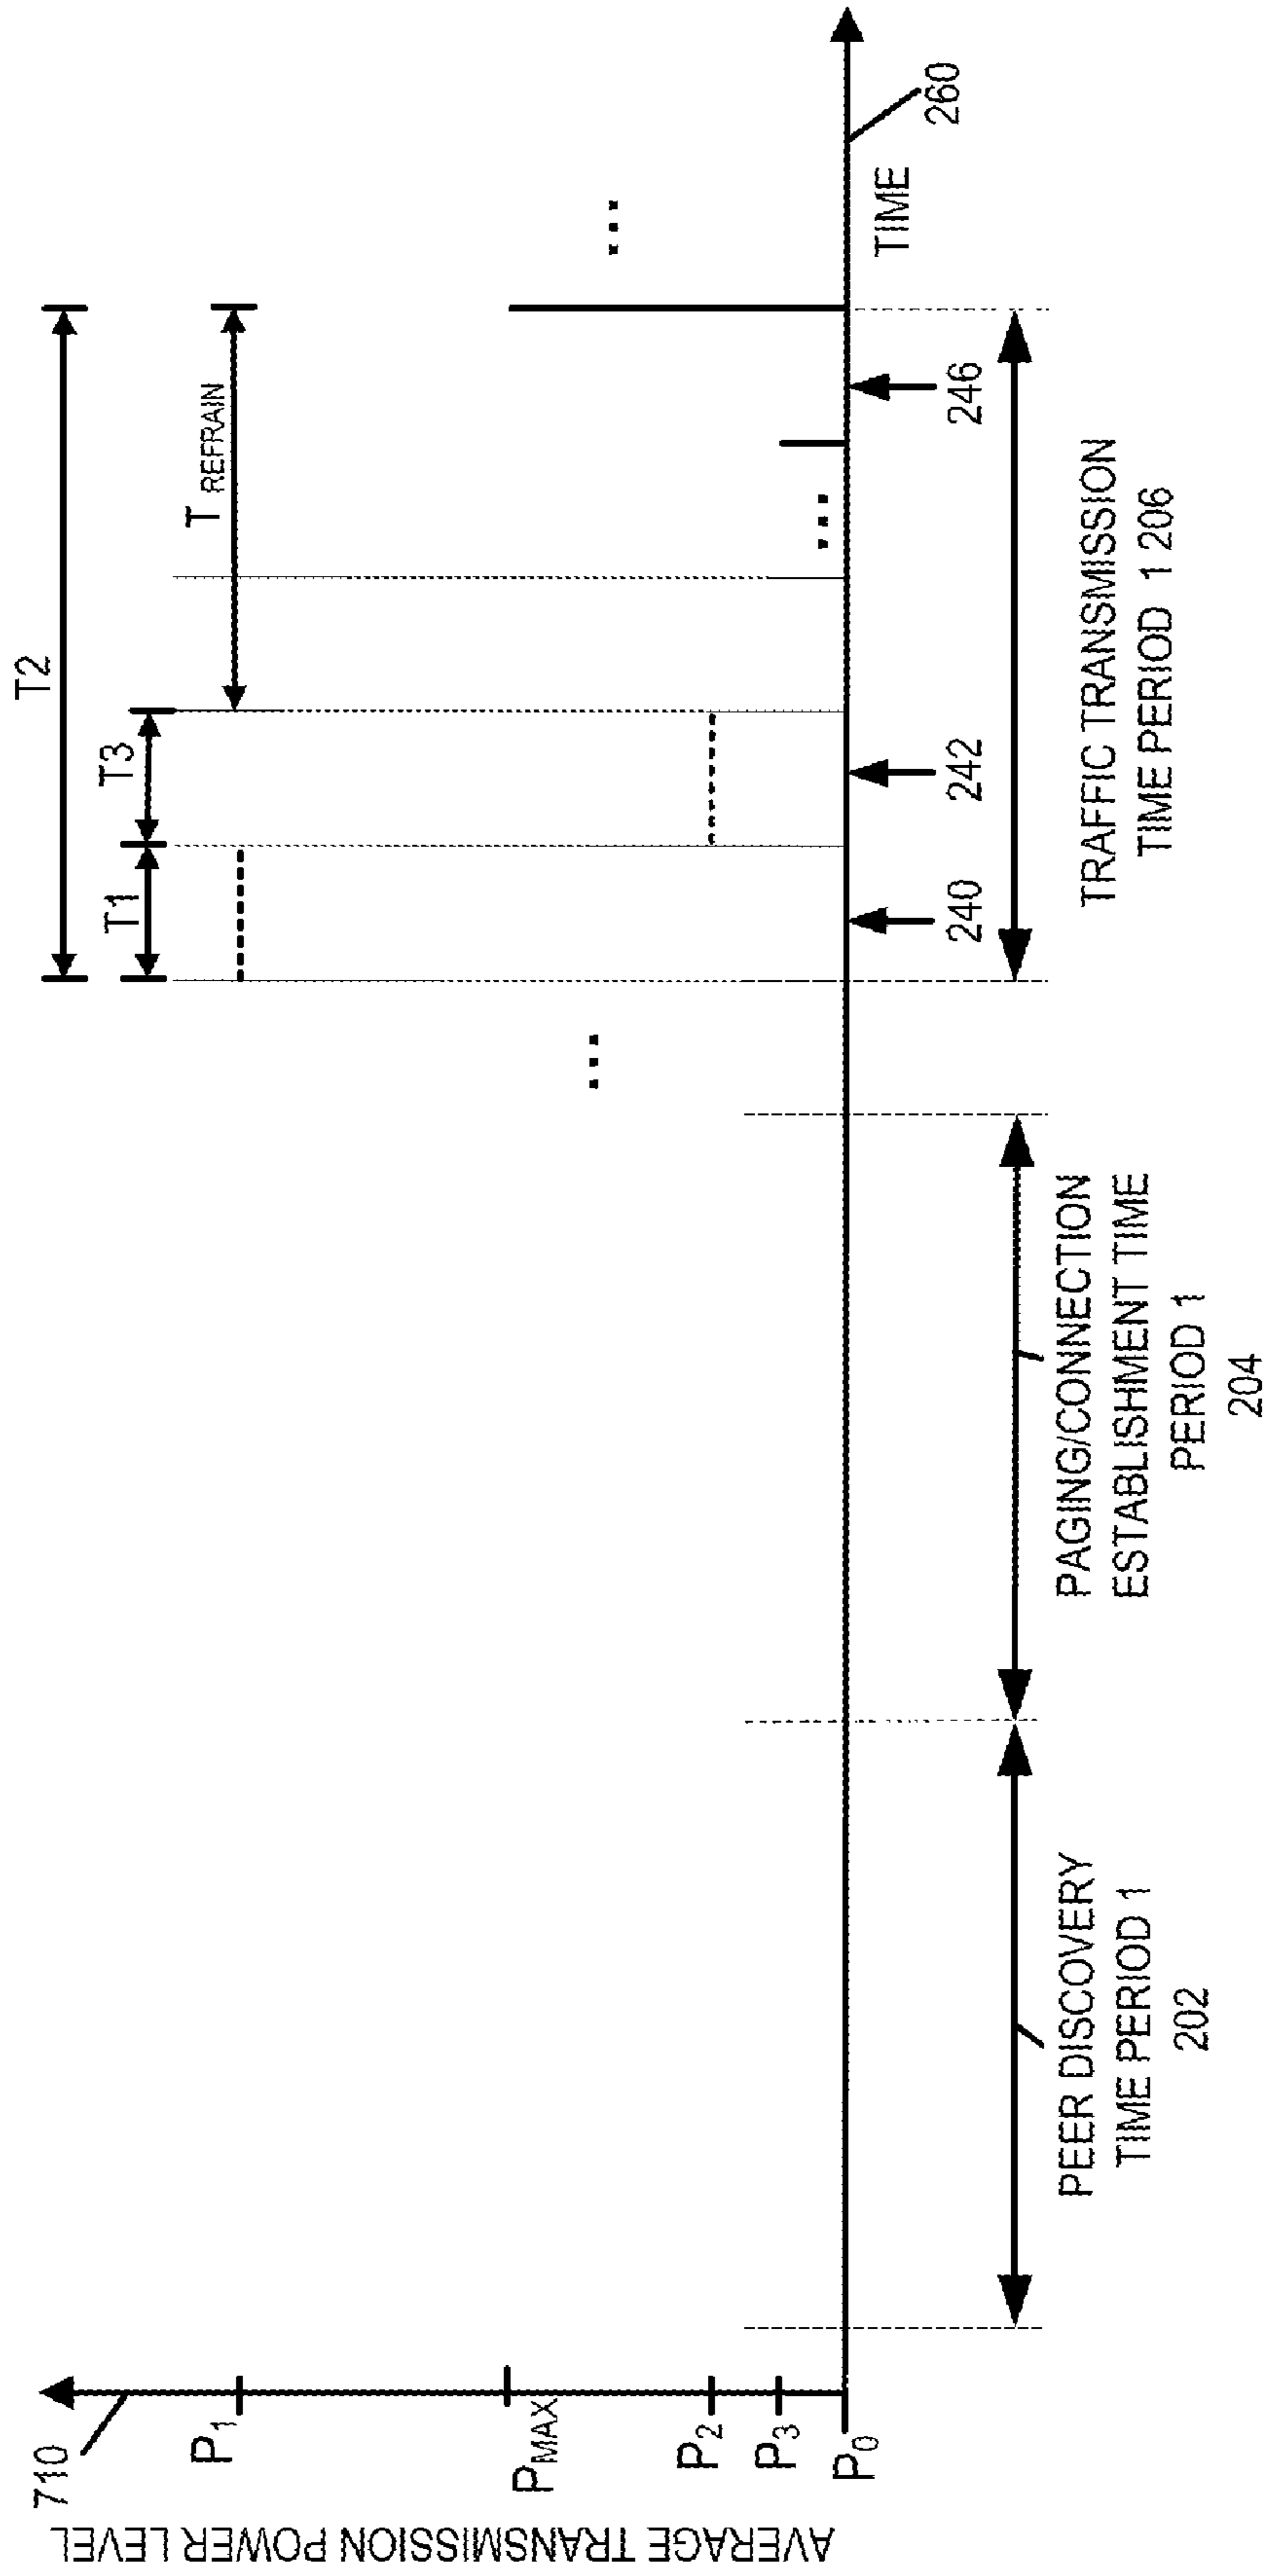 710
AVERAGE TRANSMISSION POWER LEVEL
P1
PMAX
P2
P3
P0
T2
T1
T3
T REFRAIN
...
...
...
240
242
246
TIME
260
PEER DISCOVERY
TIME PERIOD 1
202
PAGING/CONNECTION
ESTABLISHMENT TIME
PERIOD 1
204
TRAFFIC TRANSMISSION
TIME PERIOD 1 206